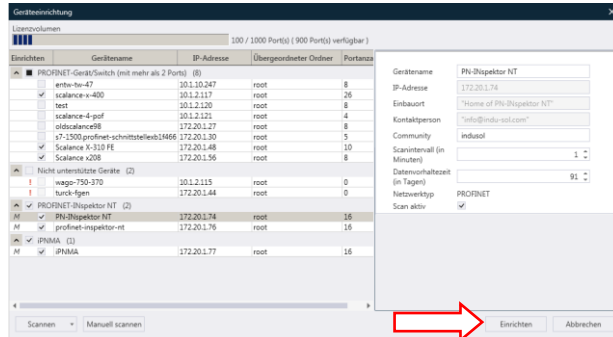 Geräteeinrichtung
Lizenzvolumen
100 / 1000 Port(s) ( 900 Port(s) verfügbar )
Einrichten Gerätename IP-Adresse Übergeordneter Ordner Portanza
PROFINET-Gerät/Switch (mit mehr als 2 Ports) (8)
entw-tw-47 10.1.10.247 root 8
scalance-x-400 10.1.2.117 root 26
test 10.1.2.120 root 8
scalance-4-pof 10.1.2.121 root 4
oldscalance98 172.20.1.27 root 8
s7-1500.profinet-schnittstellexb1f466 172.20.1.30 root 5
Scalance X-310 FE 172.20.1.48 root 10
Scalance x208 172.20.1.56 root 8
Nicht unterstützte Geräte (2)
! wago-750-370 10.1.2.115 root 0
! turck-fgen 172.20.1.44 root 0
PROFINET-INspektor NT (2)
M PN-INspektor NT 172.20.1.74 root 16
M profinet-inspektor-nt 172.20.1.76 root 16
iPNMA (1)
M iPNMA 172.20.1.77 root 16
Gerätename PN-INspektor NT
IP-Adresse 172.20.1.74
Einbauort "Home of PN-INspektor NT"
Kontaktperson "info@indu-sol.com"
Community indusol
Scanintervall (in
Minuten) 1
Datenvorhaltezeit
(in Tagen) 91
Netzwerktyp PROFINET
Scan aktiv
Scannen Manuell scannen Einrichten Abbrechen